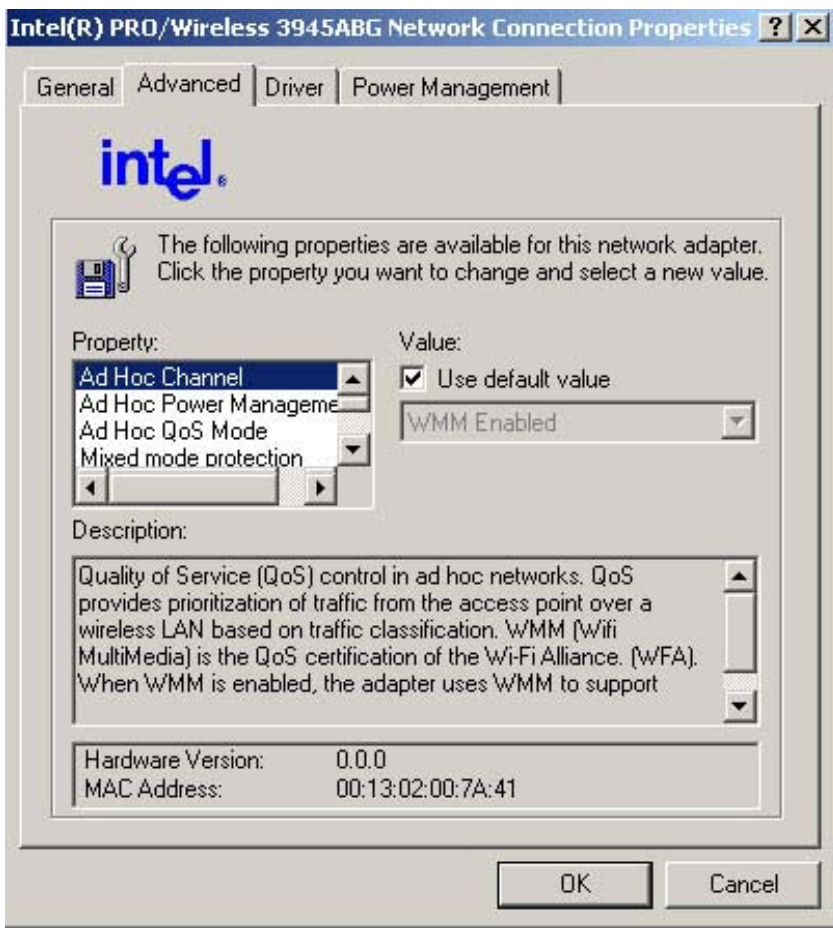 Intel(R) PRO/Wireless 3945ABG Network Connection Properties ? X
General Advanced Driver Power Management
intel®
The following properties are available for this network adapter.
Click the property you want to change and select a new value.
Property:
Ad Hoc Channel
Ad Hoc Power Manageme
Ad Hoc QoS Mode
Mixed mode protection
Value:
Use default value
WMM Enabled
Description:
Quality of Service (QoS) control in ad hoc networks. QoS
provides prioritization of traffic from the access point over a
wireless LAN based on traffic classification. WMM (Wifi
MultiMedia) is the QoS certification of the Wi-Fi Alliance. (WFA).
When WMM is enabled, the adapter uses WMM to support
Hardware Version: 0.0.0
MAC Address: 00:13:02:00:7A:41
OK Cancel